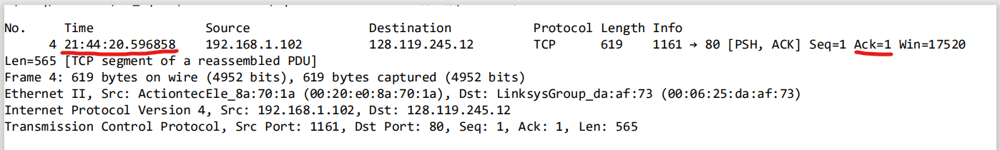 No. Time Source Destination Protocol Length Info
4 21:44:20.596858 192.168.1.102 128.119.245.12 TCP 619 1161 → 80 [PSH, ACK] Seq=1 Ack=1 Win=17520
Len=565 [TCP segment of a reassembled PDU]
Frame 4: 619 bytes on wire (4952 bits), 619 bytes captured (4952 bits)
Ethernet II, Src: ActiontecEle_8a:70:1a (00:20:e0:8a:70:1a), Dst: LinksysGroup_da:af:73 (00:06:25:da:af:73)
Internet Protocol Version 4, Src: 192.168.1.102, Dst: 128.119.245.12
Transmission Control Protocol, Src Port: 1161, Dst Port: 80, Seq: 1, Ack: 1, Len: 565